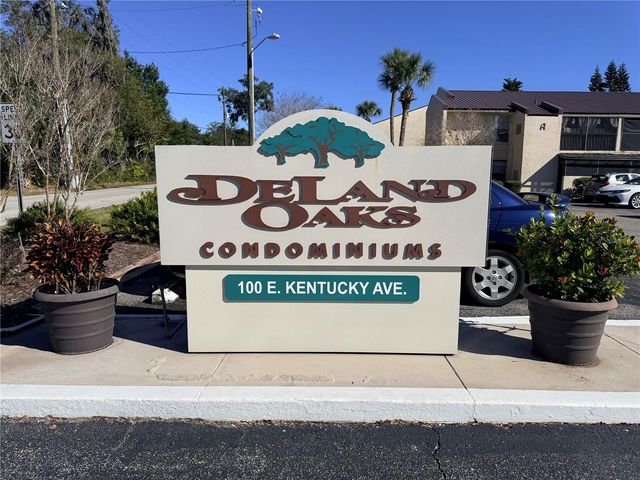 DELAND
OAKS
CONDOMINIUMS
100 E. KENTUCKY AVE.
A